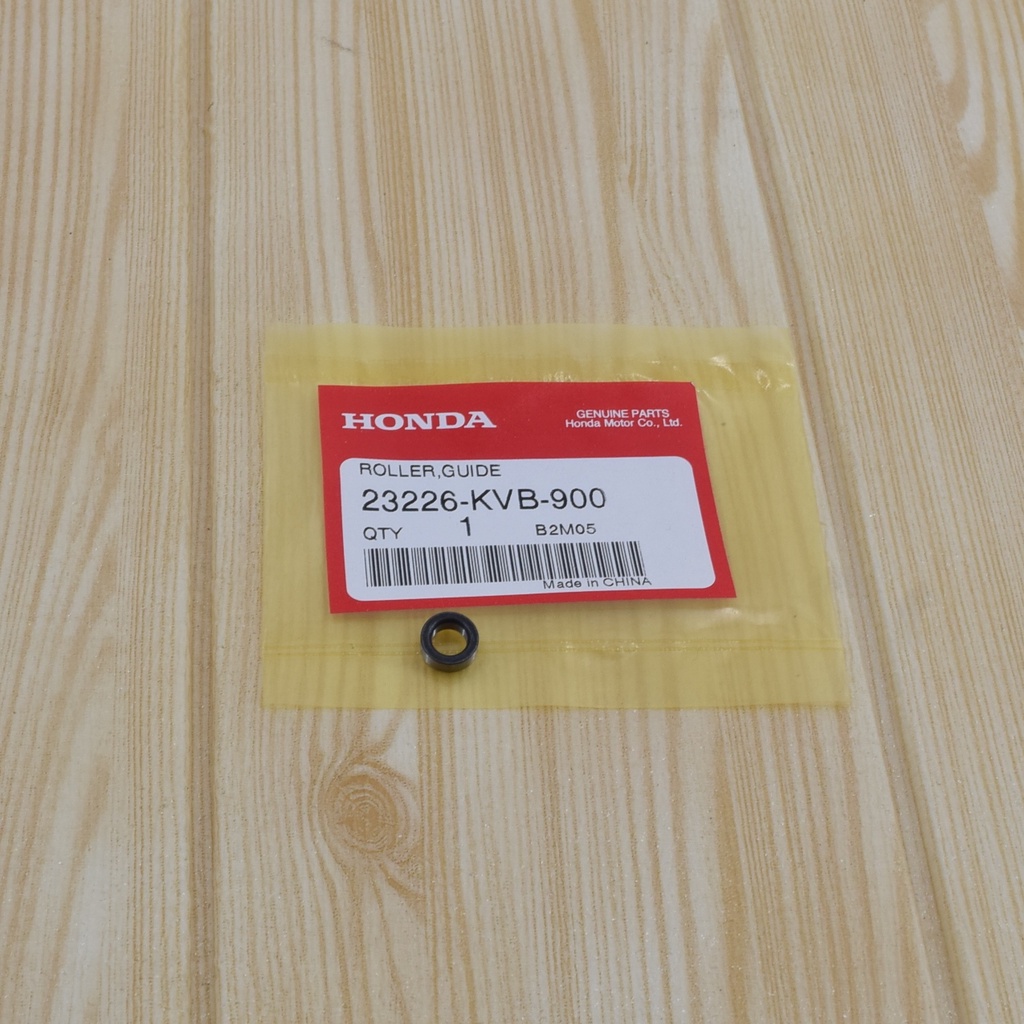 HONDA
GENUINE PARTS
Honda Motor Co., Ltd.
ROLLER,GUIDE
23226-KVB-900
QTY 1 B2M05
Made in CHINA